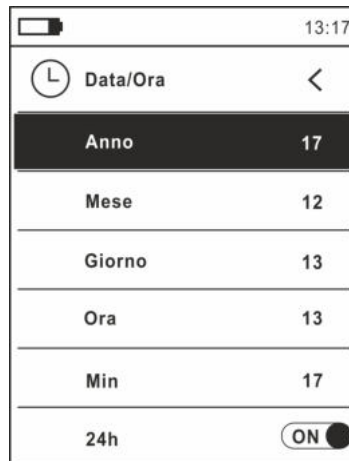 13:17
Data/Ora <
Anno 17
Mese 12
Giorno 13
Ora 13
Min 17
24h ON